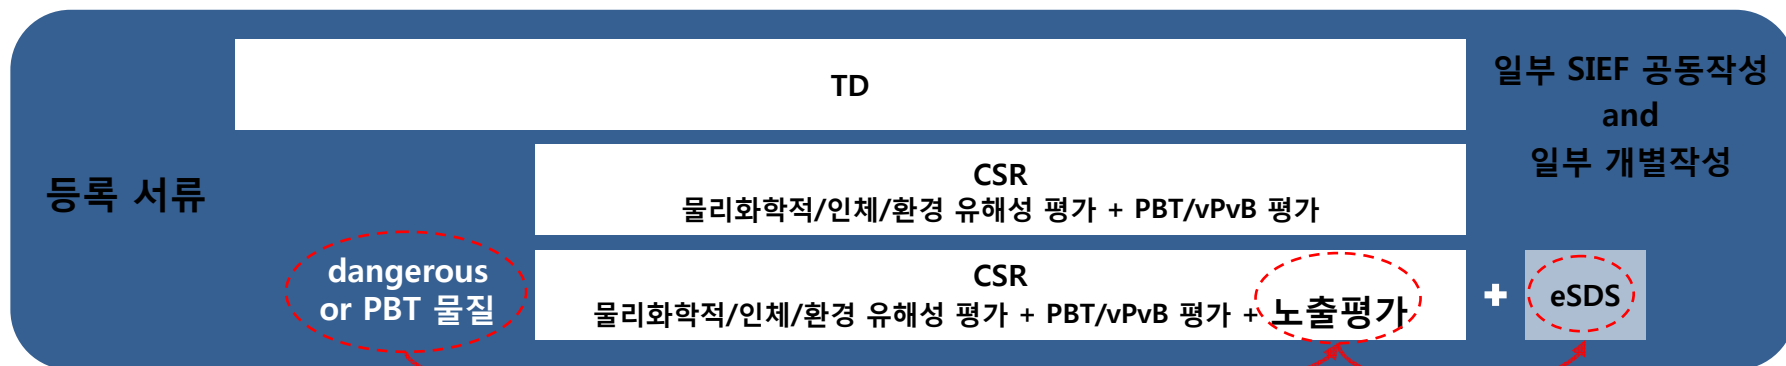 등록 서류
TD
CSR
물리화학적/인체/환경 유해성 평가 + PBT/vPvB 평가
dangerous
or PBT 물질
CSR
물리화학적/인체/환경 유해성 평가 + PBT/vPvB 평가 + 노출평가
+
eSDS
일부 SIEF 공동작성
and
일부 개별작성